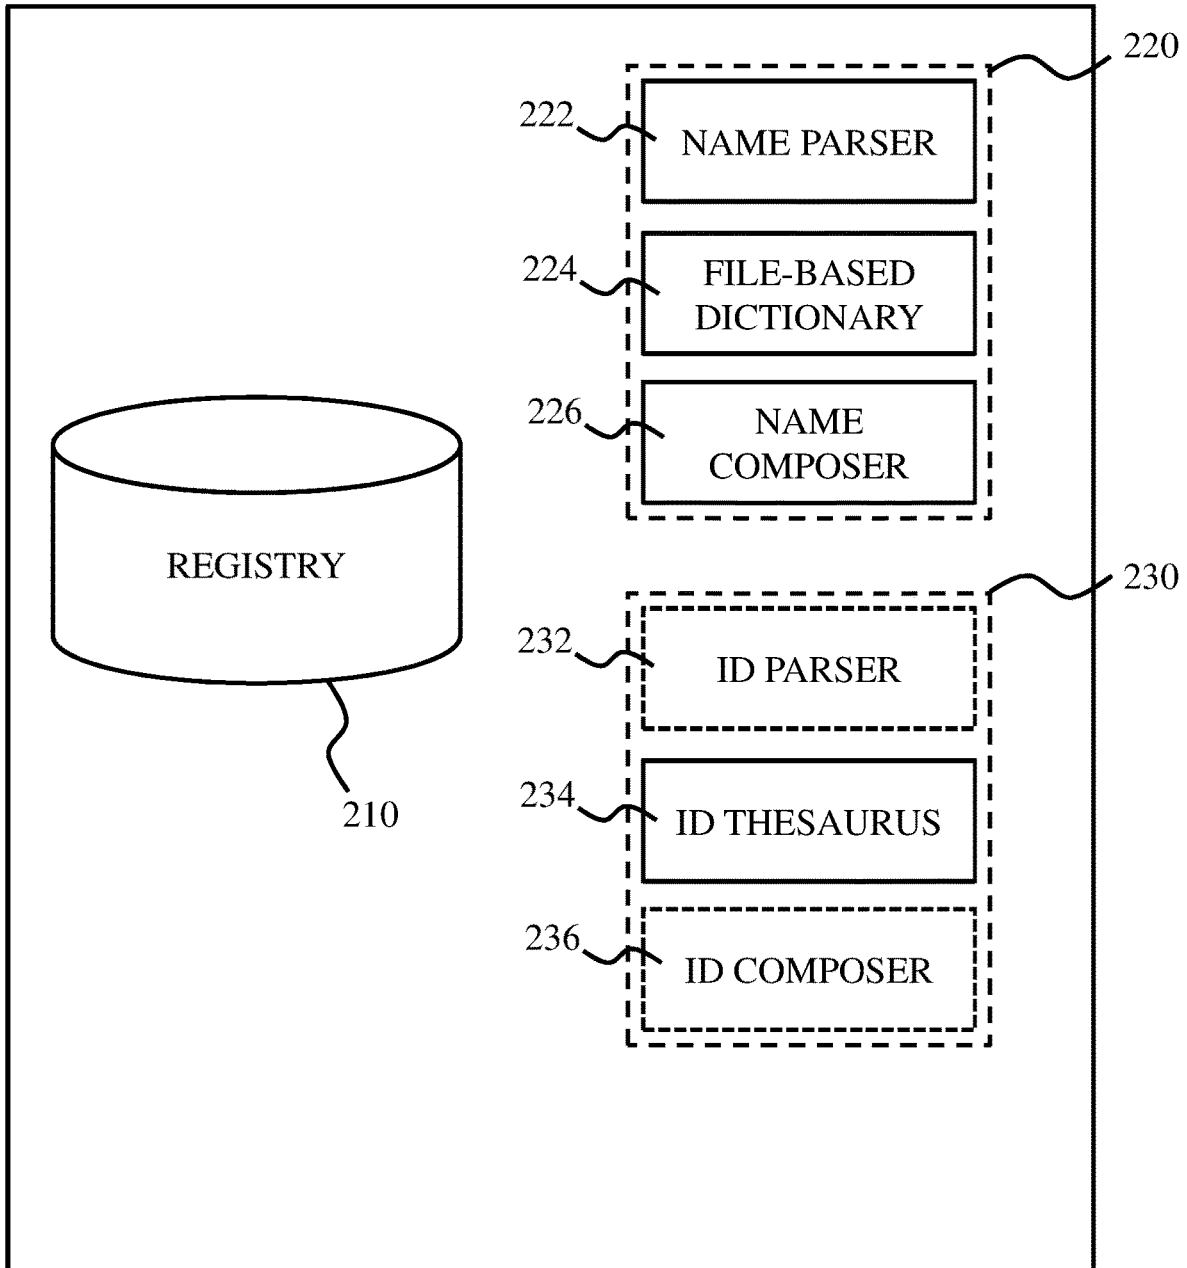 220
222
NAME PARSER
224
FILE-BASED
DICTIONARY
226
NAME
COMPOSER
REGISTRY
210
230
232
ID PARSER
234
ID THESAURUS
236
ID COMPOSER